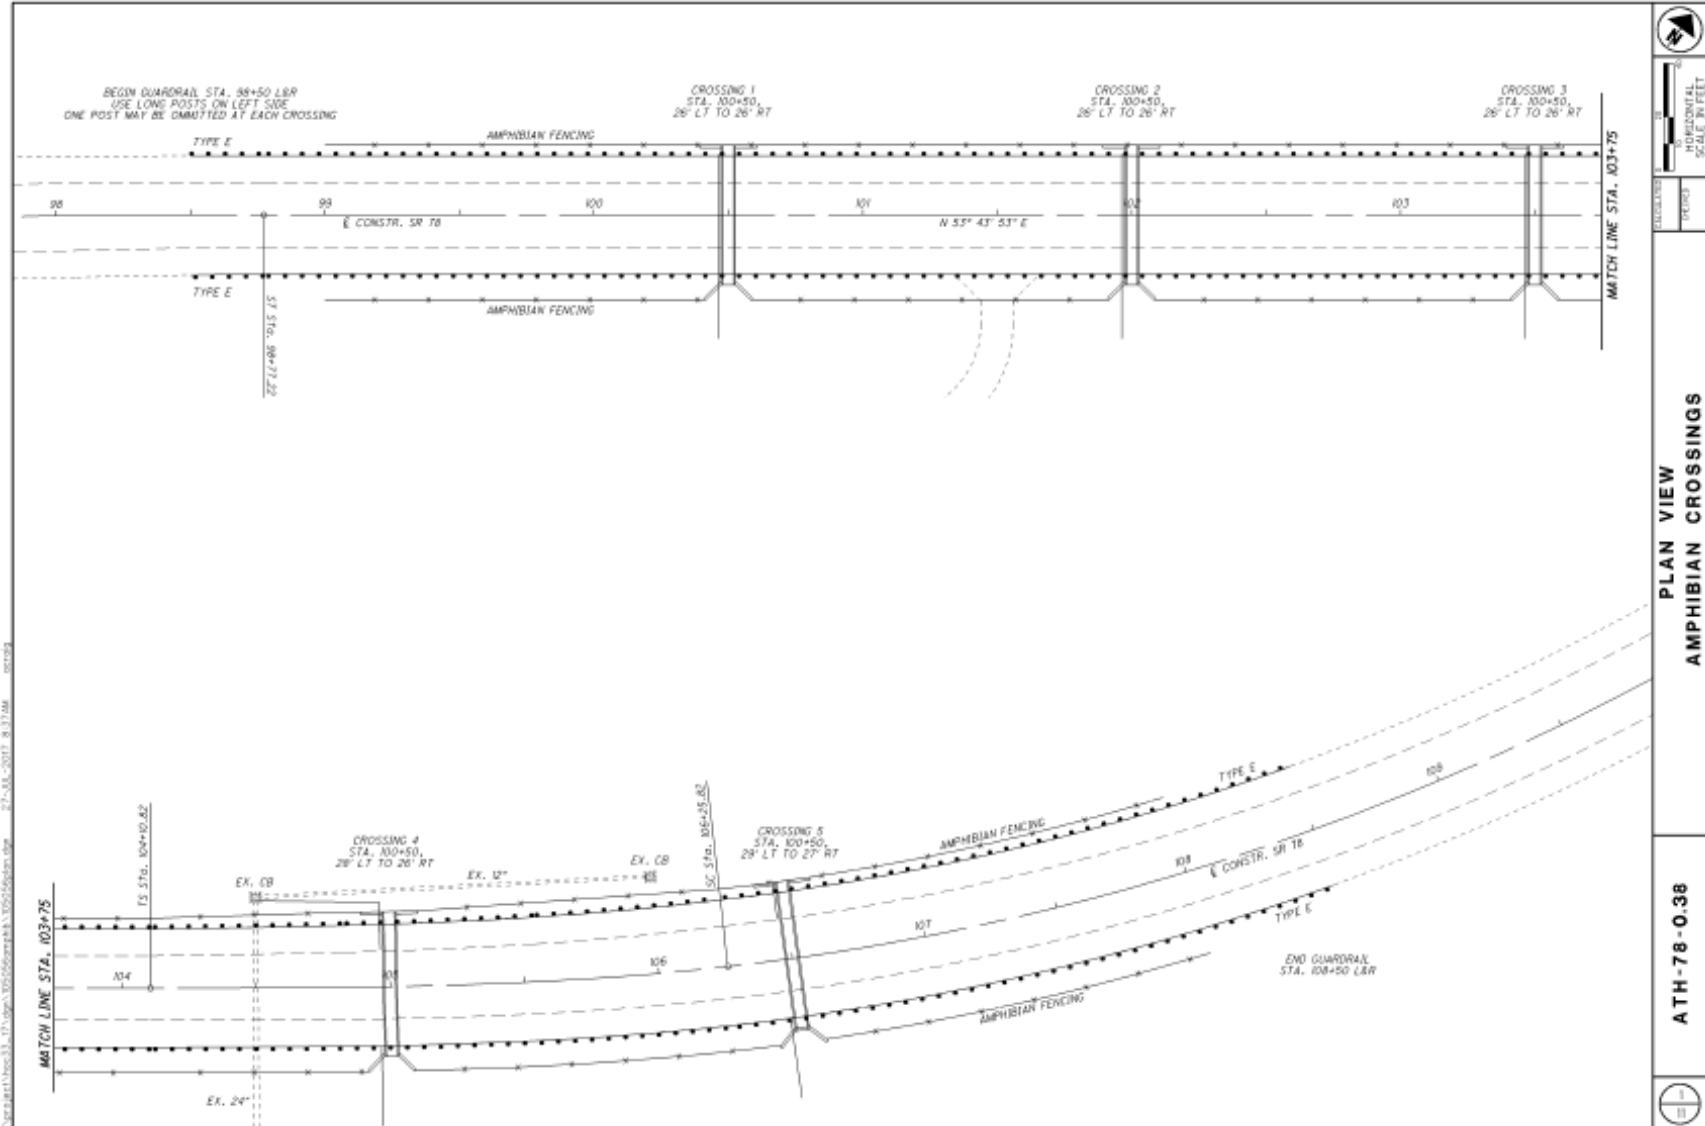 BEGIN GUARDRAIL STA. 98+50 L&R
USE LONG POSTS ON LEFT SIDE
ONE POST MAY BE OMMITTED AT EACH CROSSING
TYPE E
AMPHIBIAN FENCING
CROSSING 1
STA. 100+50,
26' LT TO 26' RT
CROSSING 2
STA. 100+50,
26' LT TO 26' RT
CROSSING 3
STA. 100+50,
26' LT TO 26' RT
98
99
100
101
102
103
CONSTR. SR 78
N 53° 43' 53" E
MATCH LINE STA. 103+75
TYPE E
AMPHIBIAN FENCING
ST Sta. 98+77.22
MATCH LINE STA. 103+75
TS Sta. 104+10.82
EX. CB
CROSSING 4
STA. 100+50,
28' LT TO 26' RT
EX. 12"
EX. CB
SC Sta. 106+25.82
CROSSING 5
STA. 100+50,
29' LT TO 27' RT
AMPHIBIAN FENCING
TYPE E
104
105
106
107
108
109
CONSTR. SR 78
TYPE E
AMPHIBIAN FENCING
END GUARDRAIL
STA. 108+50 L&R
EX. 24"
N
HORIZONTAL
SCALE IN FEET
PLAN VIEW
AMPHIBIAN CROSSINGS
ATH-78-0.38
1
11